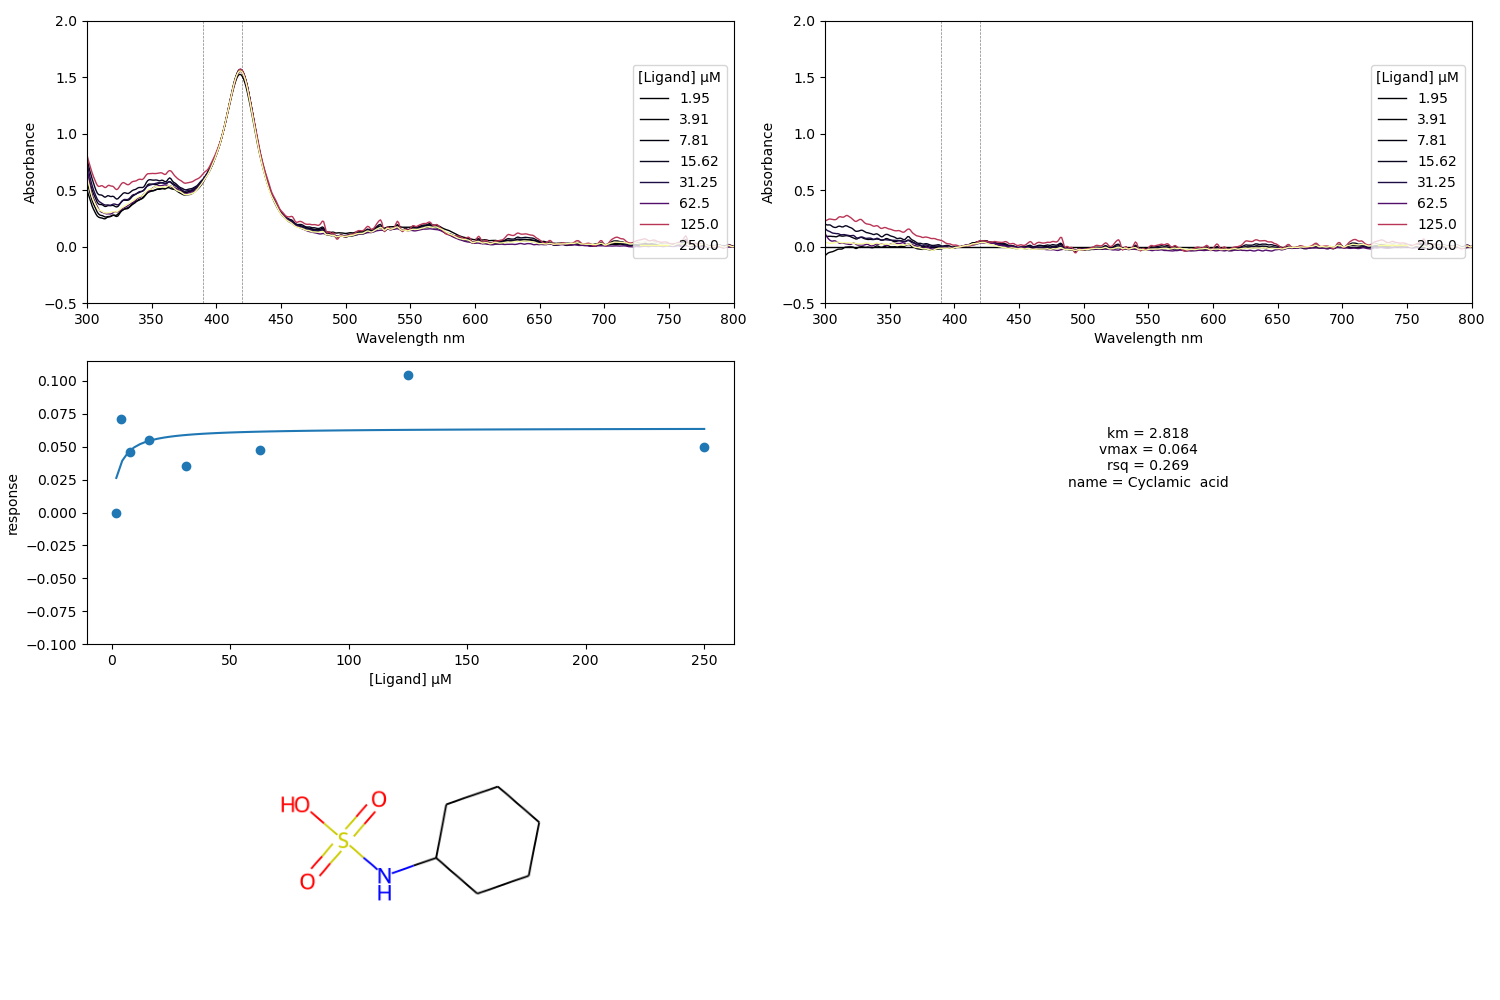 2.0
1.5
1.0
0.5
0.0
−0.5
Absorbance
300 350 400 450 500 550 600 650 700 750 800
Wavelength nm
[Ligand] μM
1.95
3.91
7.81
15.62
31.25
62.5
125.0
250.0
2.0
1.5
1.0
0.5
0.0
−0.5
Absorbance
300 350 400 450 500 550 600 650 700 750 800
Wavelength nm
[Ligand] μM
1.95
3.91
7.81
15.62
31.25
62.5
125.0
250.0
0.100
0.075
0.050
0.025
0.000
−0.025
−0.050
−0.075
−0.100
response
0 50 100 150 200 250
[Ligand] μM
km = 2.818
vmax = 0.064
rsq = 0.269
name = Cyclamic  acid
HO
O
S
O
N
H